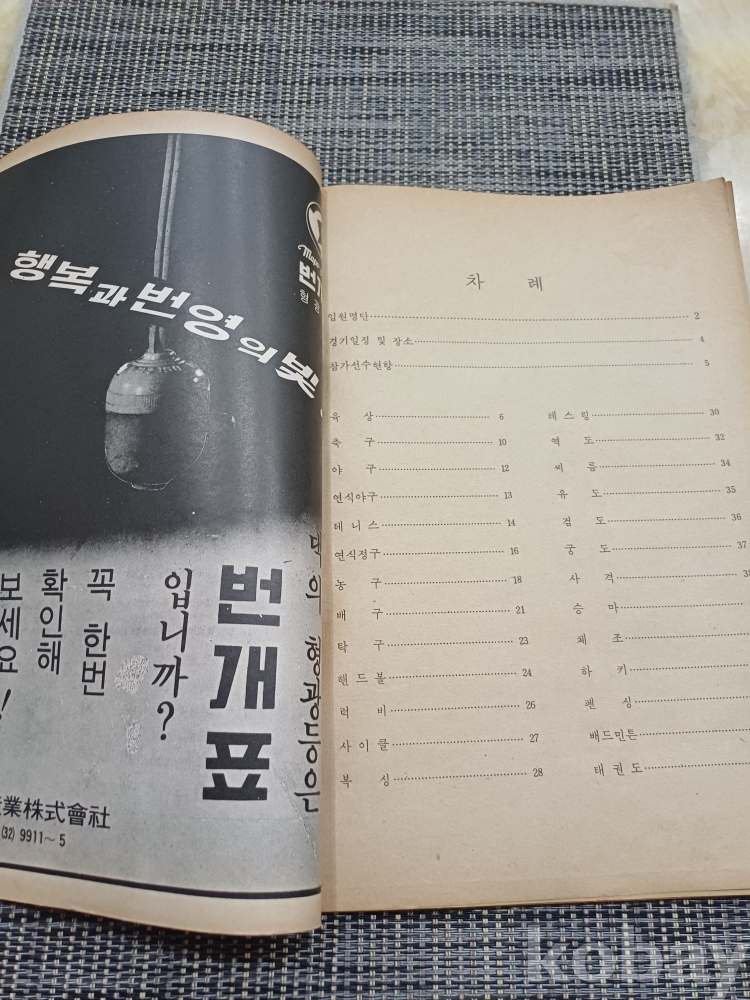 행복과 번영의 빛
댁의 형광등은
번개표
입니까?
꼭 한번
확인해
보세요!
業株式會社
(32) 9911～5
차 례
임원명단 2
경기일정 및 장소 4
참가선수현황 5
육 상 6
축 구 10
야 구 12
연식야구 13
테니스 14
연식정구 16
농 구 18
배 구 21
탁 구 23
핸드볼 24
럭 비 26
사이클 27
복 싱 28
레스링 30
역 도 32
씨 름 34
유 도 35
검 도 36
궁 도 37
사 격 38
승 마
체 조
하 키
펜 싱
배드민튼
태권도
kobay